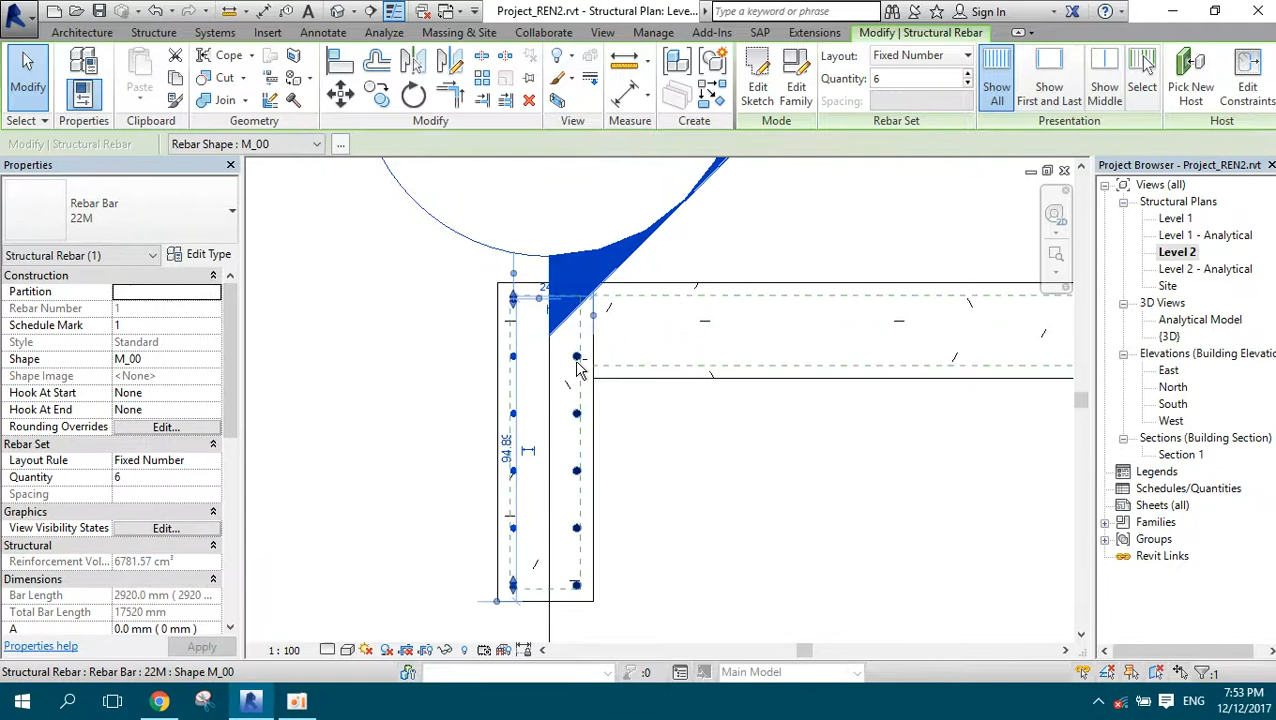 Project_REN2.rvt - Structural Plan: Leve...
Type a keyword or phrase
Sign In
Architecture Structure Systems Insert Annotate Analyze Massing & Site Collaborate View Manage Add-Ins SAP Extensions Modify | Structural Rebar
Modify
Select
Properties
Paste
Clipboard
Cope
Cut
Join
Geometry
Modify
View
Measure
Create
Edit Sketch
Edit Family
Mode
Layout: Fixed Number
Quantity: 6
Spacing:
Rebar Set
Show All
Show First and Last
Show Middle
Select
Presentation
Pick New Host
Edit Constraints
Host
Modify | Structural Rebar
Rebar Shape : M_00
...
Properties
Rebar Bar
22M
Structural Rebar (1)
Edit Type
Construction
Partition
Rebar Number 1
Schedule Mark 1
Style Standard
Shape M_00
Shape Image <None>
Hook At Start None
Hook At End None
Rounding Overrides Edit...
Rebar Set
Layout Rule Fixed Number
Quantity 6
Spacing
Graphics
View Visibility States Edit...
Structural
Reinforcement Vol... 6781.57 cm³
Dimensions
Bar Length 2920.0 mm ( 2920 ...
Total Bar Length 17520 mm
A 0.0 mm ( 0 mm )
Properties help
Apply
94.89
2D
Project Browser - Project_REN2.rvt
Views (all)
Structural Plans
Level 1
Level 1 - Analytical
Level 2
Level 2 - Analytical
Site
3D Views
Analytical Model
{3D}
Elevations (Building Elevatio
East
North
South
West
Sections (Building Section)
Section 1
Legends
Schedules/Quantities
Sheets (all)
Families
Groups
Revit Links
1 : 100
Structural Rebar : Rebar Bar : 22M : Shape M_00
:0
Main Model
:1
ENG
7:53 PM
12/12/2017